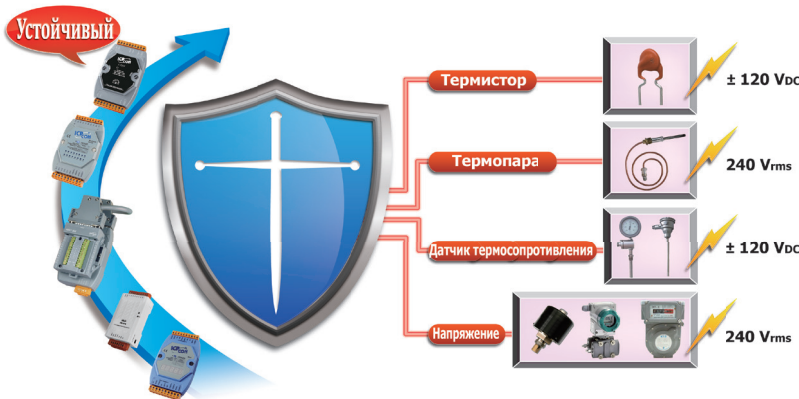 Устойчивый
Термистор
± 120 VDC
Термопара
240 Vrms
Датчик термосопротивления
± 120 VDC
Напряжение
240 Vrms